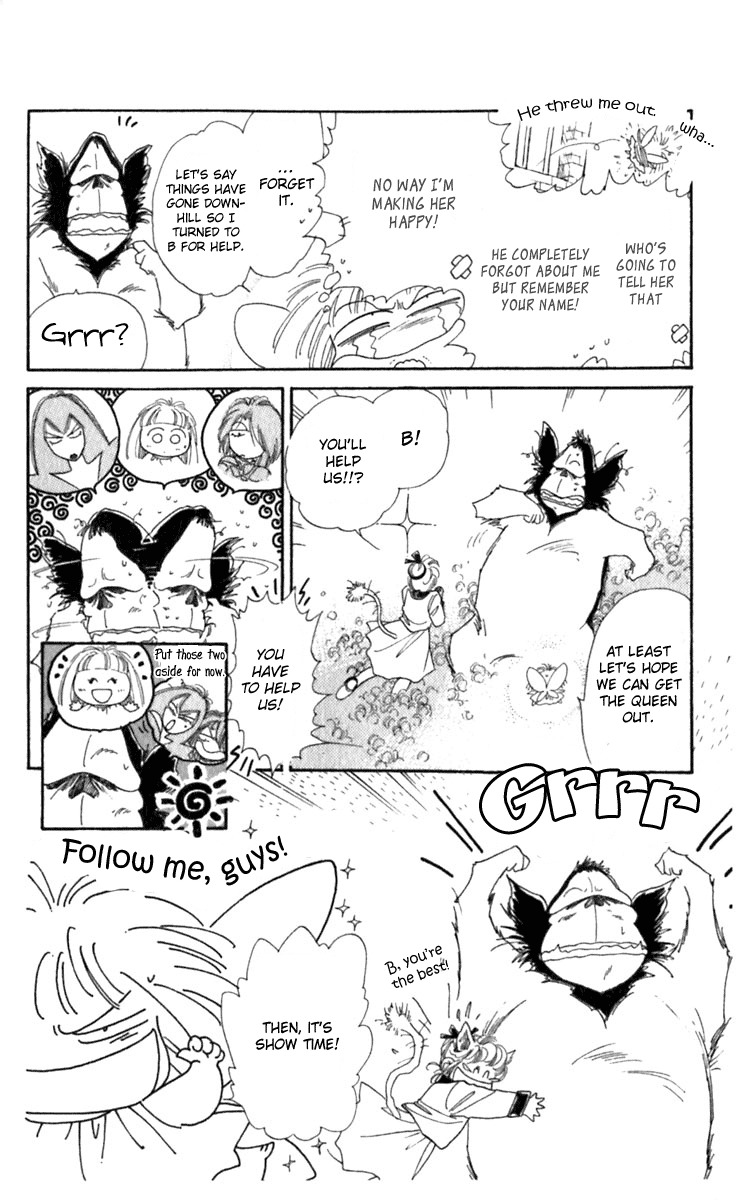 He threw me out.
wha...
1
WHO'S
GOING TO
TELL HER
THAT
HE COMPLETELY
FORGOT ABOUT ME
BUT REMEMBER
YOUR NAME!
NO WAY I'M
MAKING HER
HAPPY!
...
FORGET
IT.
LET'S SAY
THINGS HAVE
GONE DOWN-
HILL SO I
TURNED TO
B FOR HELP.
Grrr?
B!
YOU'LL
HELP
US!!?
AT LEAST
LET'S HOPE
WE CAN GET
THE QUEEN
OUT.
YOU
HAVE
TO HELP
US!
Put those two
aside for now.
Grrr
Follow me, guys!
B, you're
the best!
THEN, IT'S
SHOW TIME!